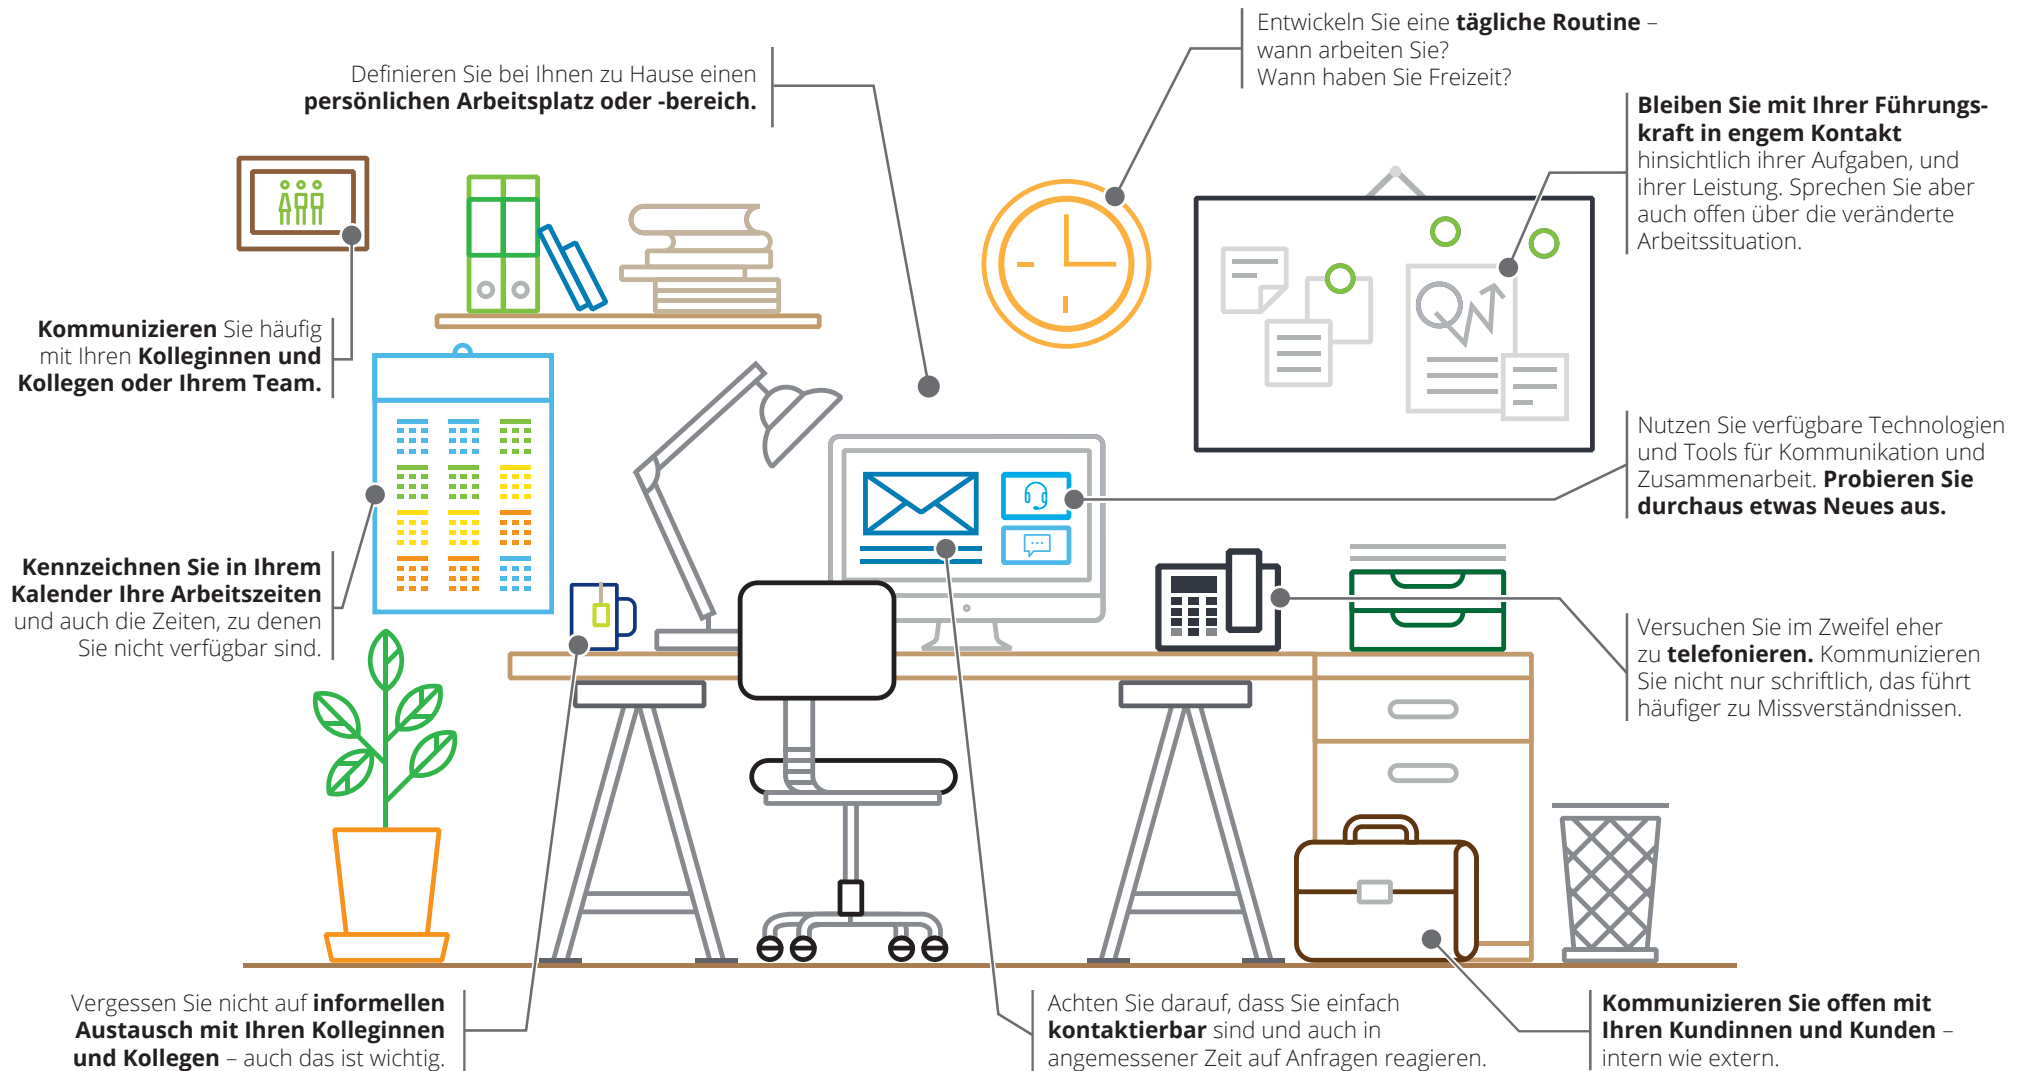 Entwickeln Sie eine tägliche Routine –
wann arbeiten Sie?
Wann haben Sie Freizeit?
Definieren Sie bei Ihnen zu Hause einen
persönlichen Arbeitsplatz oder -bereich.
Bleiben Sie mit Ihrer Führungs-
kraft in engem Kontakt
hinsichtlich ihrer Aufgaben, und
ihrer Leistung. Sprechen Sie aber
auch offen über die veränderte
Arbeitssituation.
Kommunizieren Sie häufig
mit Ihren Kolleginnen und
Kollegen oder Ihrem Team.
Nutzen Sie verfügbare Technologien
und Tools für Kommunikation und
Zusammenarbeit. Probieren Sie
durchaus etwas Neues aus.
Kennzeichnen Sie in Ihrem
Kalender Ihre Arbeitszeiten
und auch die Zeiten, zu denen
Sie nicht verfügbar sind.
Versuchen Sie im Zweifel eher
zu telefonieren. Kommunizieren
Sie nicht nur schriftlich, das führt
häufiger zu Missverständnissen.
Vergessen Sie nicht auf informellen
Austausch mit Ihren Kolleginnen
und Kollegen – auch das ist wichtig.
Achten Sie darauf, dass Sie einfach
kontaktierbar sind und auch in
angemessener Zeit auf Anfragen reagieren.
Kommunizieren Sie offen mit
Ihren Kundinnen und Kunden –
intern wie extern.